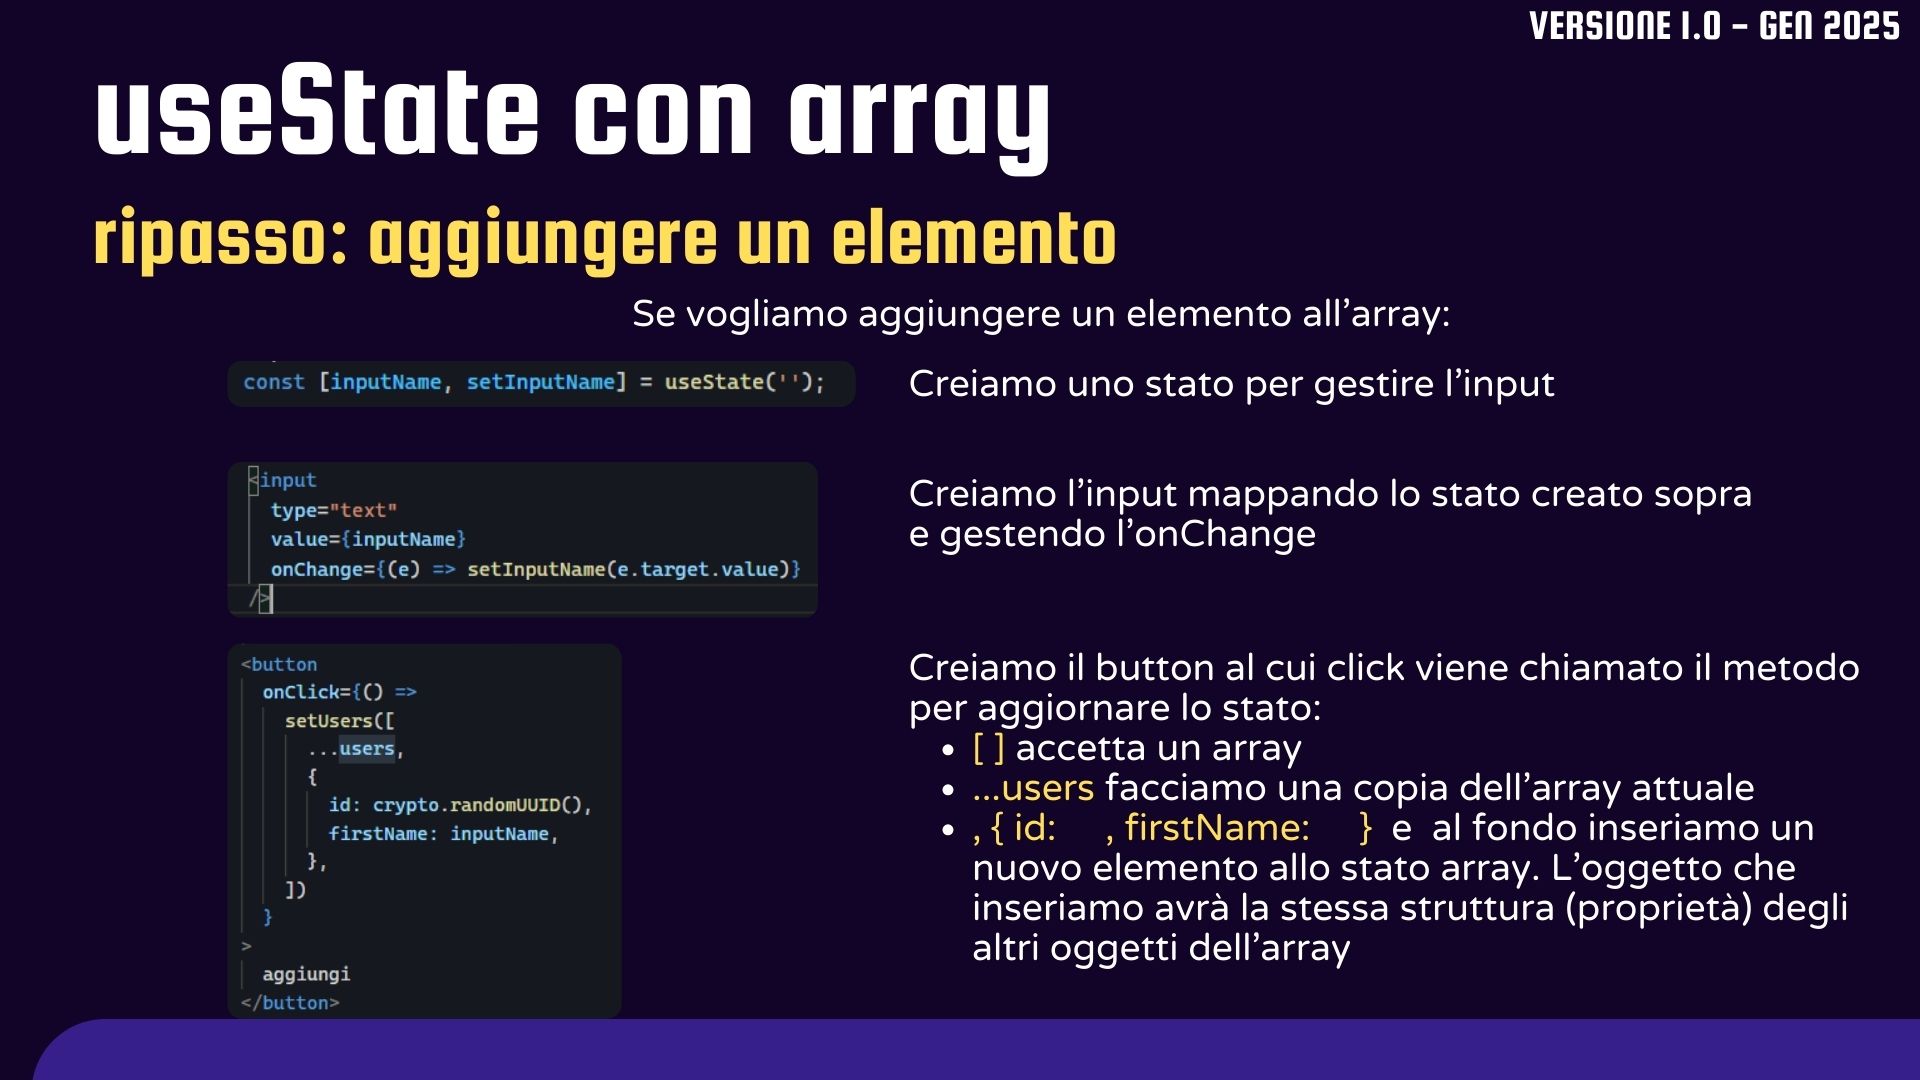 VERSIONE 1.0 - GEN 2025
useState con array
ripasso: aggiungere un elemento
Se vogliamo aggiungere un elemento all'array:
const [inputName, setInputName] = useState('');
Creiamo uno stato per gestire l'input
<input
type="text"
value={inputName}
onChange={(e) => setInputName(e.target.value)}
/>
Creiamo l'input mappando lo stato creato sopra
e gestendo l'onChange
<button
onClick={() =>
setUsers([
...users,
{
id: crypto.randomUUID(),
firstName: inputName,
},
])
}
>
aggiungi
</button>
Creiamo il button al cui click viene chiamato il metodo
per aggiornare lo stato:
• [ ] accetta un array
• ...users facciamo una copia dell'array attuale
• , { id: , firstName: } e al fondo inseriamo un
nuovo elemento allo stato array. L'oggetto che
inseriamo avrà la stessa struttura (proprietà) degli
altri oggetti dell'array